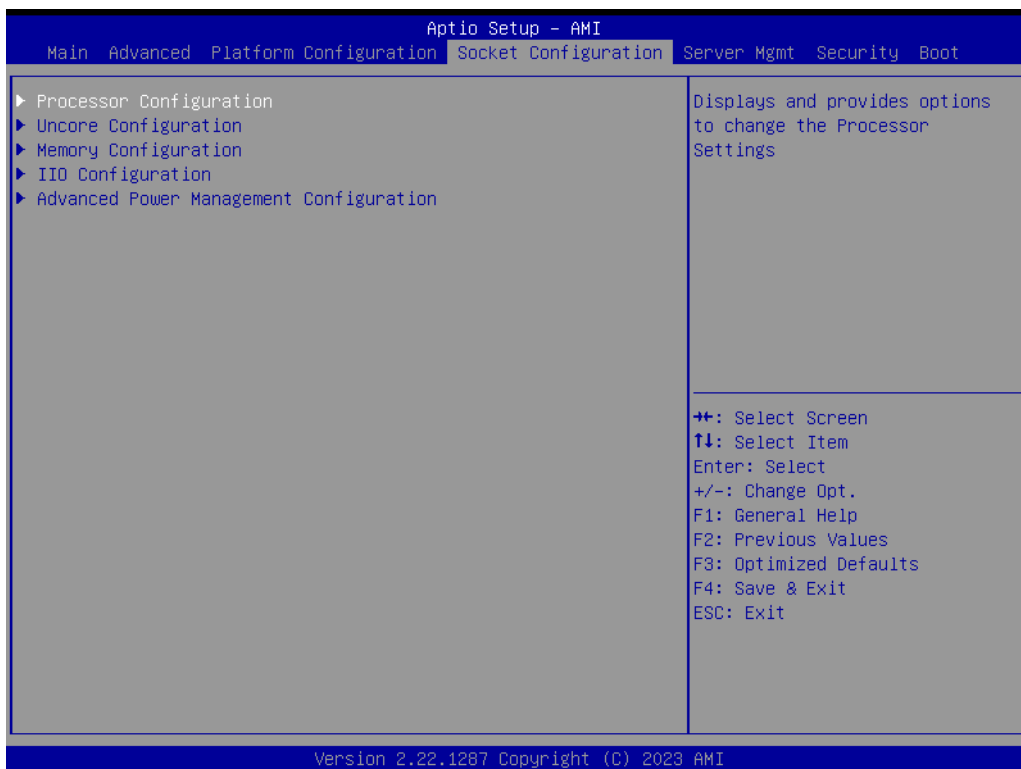 Aptio Setup – AMI
Main Advanced Platform Configuration Socket Configuration Server Mgmt Security Boot
▶ Processor Configuration
▶ Uncore Configuration
▶ Memory Configuration
▶ IIO Configuration
▶ Advanced Power Management Configuration
Displays and provides options
to change the Processor
Settings
→←: Select Screen
↑↓: Select Item
Enter: Select
+/-: Change Opt.
F1: General Help
F2: Previous Values
F3: Optimized Defaults
F4: Save & Exit
ESC: Exit
Version 2.22.1287 Copyright (C) 2023 AMI